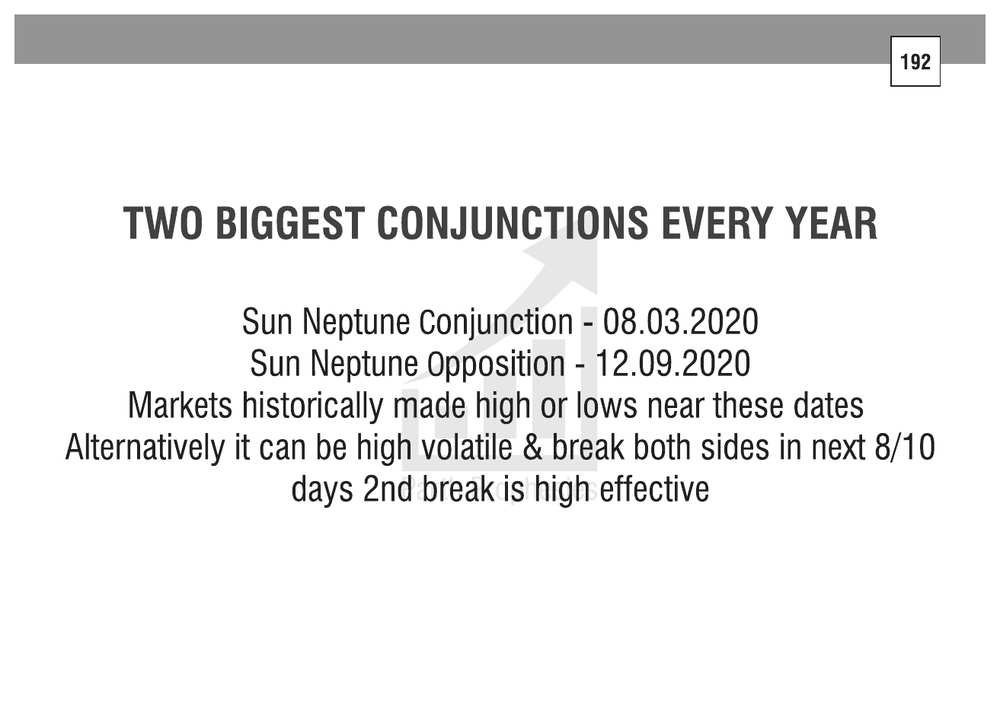 192
TWO BIGGEST CONJUNCTIONS EVERY YEAR
Sun Neptune Conjunction - 08.03.2020
Sun Neptune Opposition - 12.09.2020
Markets historically made high or lows near these dates
Alternatively it can be high volatile & break both sides in next 8/10
days 2nd break is high effective